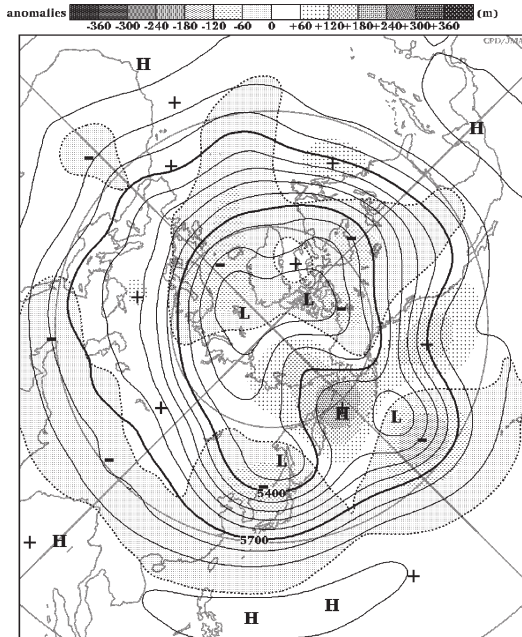 anomalies (m)
-360 -300 -240 -180 -120 -60 0 +60 +120 +180 +240 +300 +360
CPD/JMA
H
+
H
-
+
+
-
-
+
+
L
L
-
-
+
H
L
-
+
-
L
-
5400
5700
+
H
+
H
H